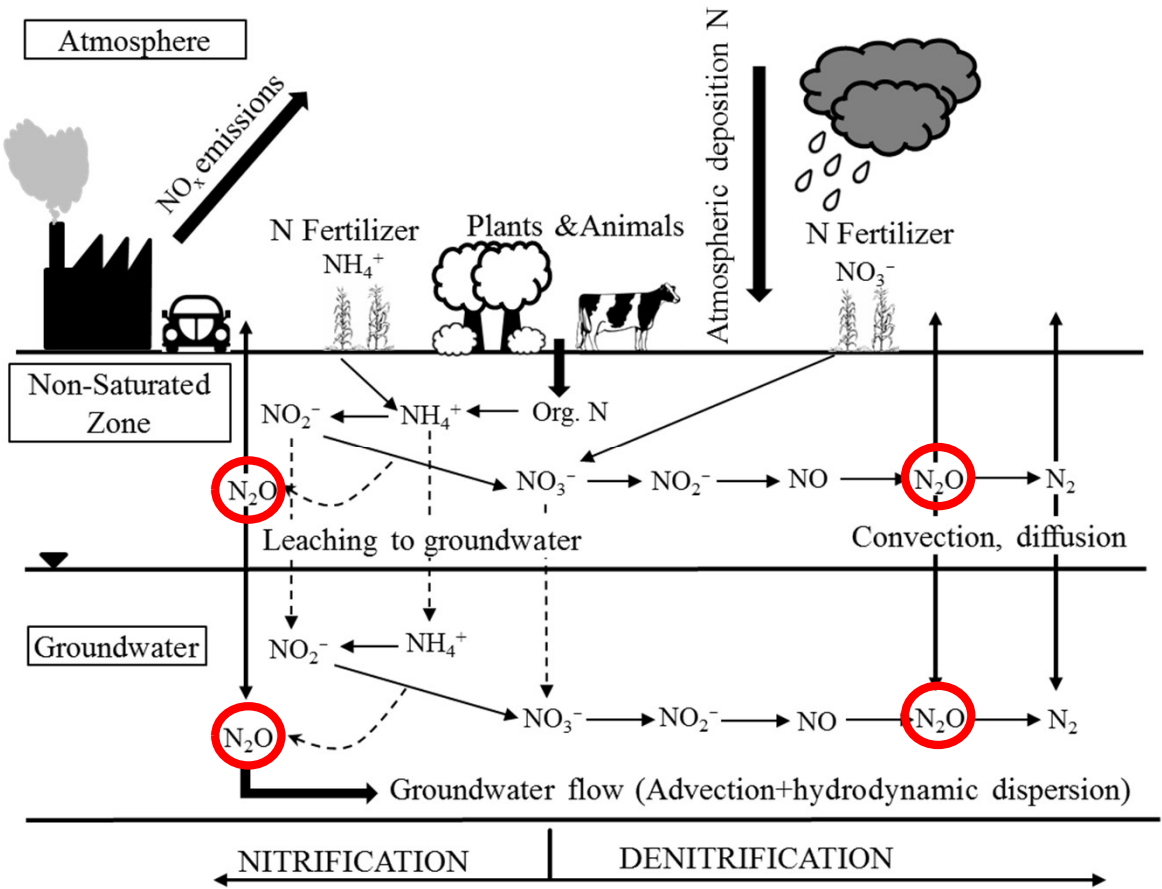 Atmosphere
NOₓ emissions
Atmospheric deposition N
N Fertilizer
NH₄⁺
Plants &Animals
N Fertilizer
NO₃⁻
Non-Saturated
Zone
NO₂⁻
NH₄⁺
Org. N
N₂O
NO₃⁻
NO₂⁻
NO
N₂O
N₂
Leaching to groundwater
Convection, diffusion
Groundwater
NO₂⁻
NH₄⁺
N₂O
NO₃⁻
NO₂⁻
NO
N₂O
N₂
Groundwater flow (Advection+hydrodynamic dispersion)
NITRIFICATION
DENITRIFICATION